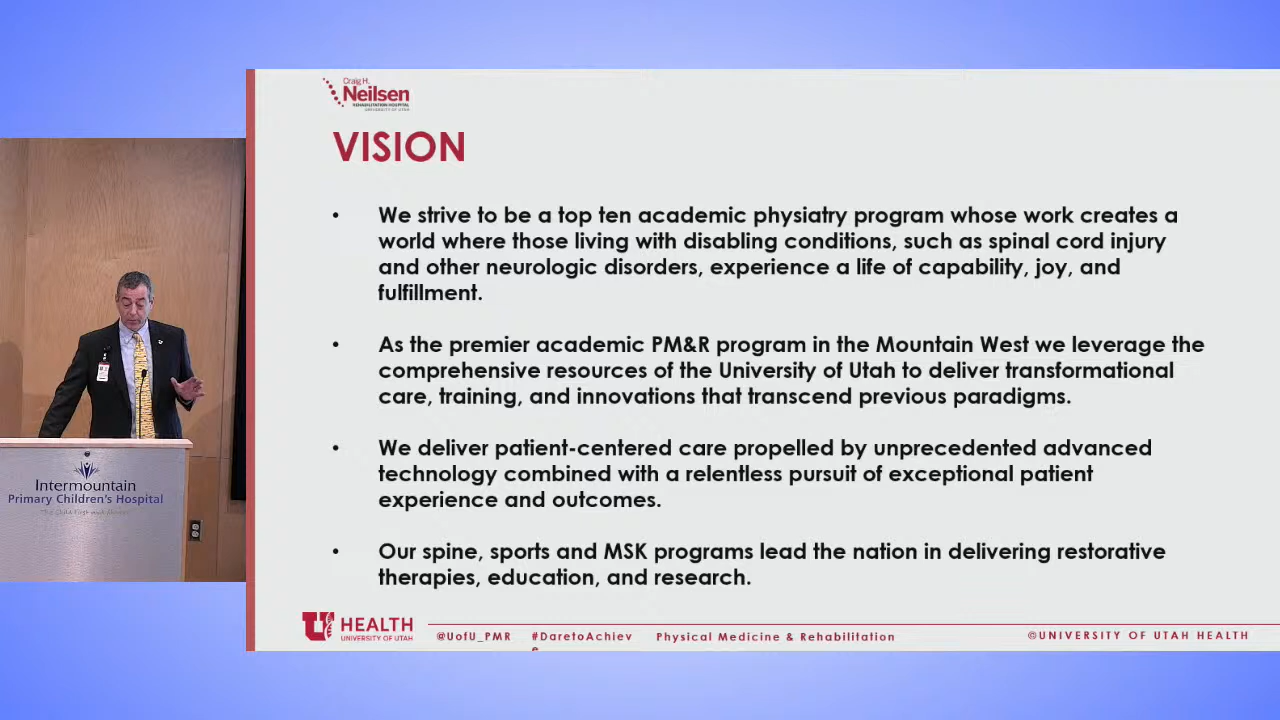 Craig H.
Neilsen
REHABILITATION HOSPITAL
UNIVERSITY OF UTAH
VISION
• We strive to be a top ten academic physiatry program whose work creates a
world where those living with disabling conditions, such as spinal cord injury
and other neurologic disorders, experience a life of capability, joy, and
fulfillment.
• As the premier academic PM&R program in the Mountain West we leverage the
comprehensive resources of the University of Utah to deliver transformational
care, training, and innovations that transcend previous paradigms.
• We deliver patient-centered care propelled by unprecedented advanced
technology combined with a relentless pursuit of exceptional patient
experience and outcomes.
• Our spine, sports and MSK programs lead the nation in delivering restorative
therapies, education, and research.
U HEALTH
UNIVERSITY OF UTAH
@UofU_PMR #DaretoAchiev
e
Physical Medicine & Rehabilitation
©UNIVERSITY OF UTAH HEALTH
Intermountain
Primary Children's Hospital
The Child First and Always